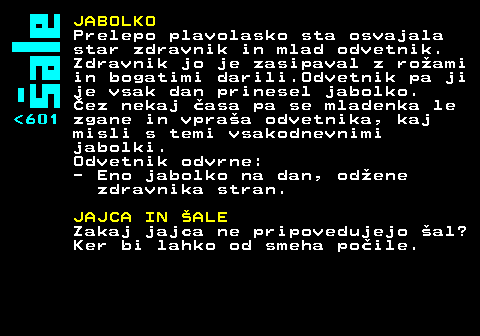 šale
<601
JABOLKO
Prelepo plavolasko sta osvajala
star zdravnik in mlad odvetnik.
Zdravnik jo je zasipaval z rožami
in bogatimi darili.Odvetnik pa ji
je vsak dan prinesel jabolko.
Čez nekaj časa pa se mladenka le
zgane in vpraša odvetnika, kaj
misli s temi vsakodnevnimi
jabolki.
Odvetnik odvrne:
- Eno jabolko na dan, odžene
zdravnika stran.
JAJCA IN ŠALE
Zakaj jajca ne pripovedujejo šal?
Ker bi lahko od smeha počile.